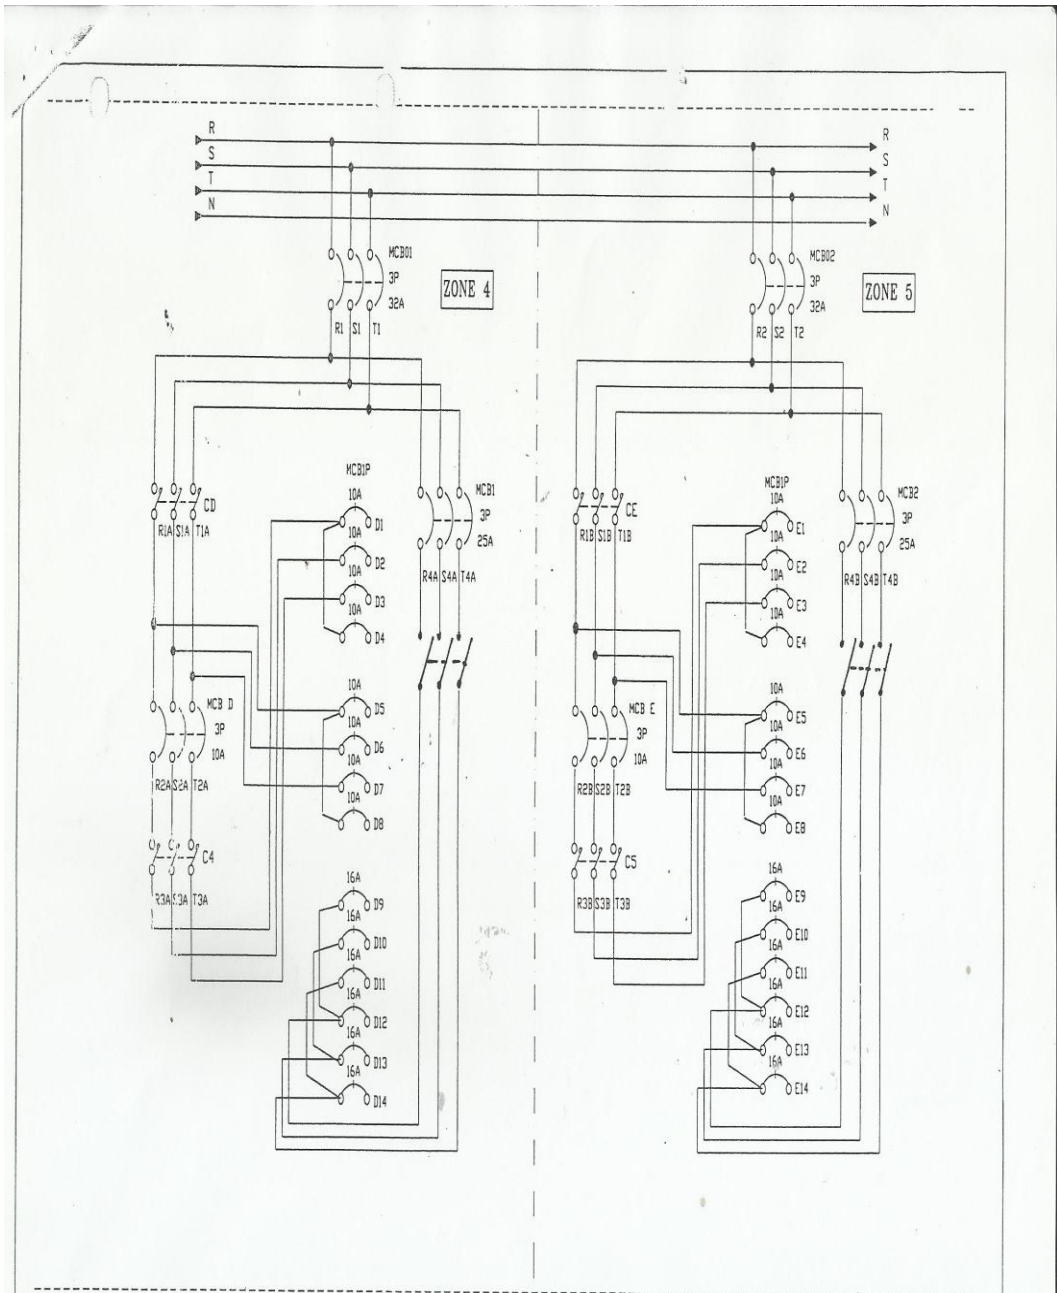 R
S
T
N
R
S
T
N
MCB01
3P
32A
ZONE 4
MCB02
3P
32A
ZONE 5
R1 S1 T1
R2 S2 T2
CD
R1A S1A T1A
MCB1P
10A
D1
10A
D2
10A
D3
10A
D4
MCB1
3P
25A
R4A S4A T4A
CE
R1B S1B T1B
MCB1P
10A
E1
10A
E2
10A
E3
10A
E4
MCB2
3P
25A
R4B S4B T4B
MCB D
3P
10A
R2A S2A T2A
10A
D5
10A
D6
10A
D7
10A
D8
MCB E
3P
10A
R2B S2B T2B
10A
E5
10A
E6
10A
E7
10A
E8
C4
R3A S3A T3A
16A
D9
16A
D10
16A
D11
16A
D12
16A
D13
16A
D14
C5
R3B S3B T3B
16A
E9
16A
E10
16A
E11
16A
E12
16A
E13
16A
E14